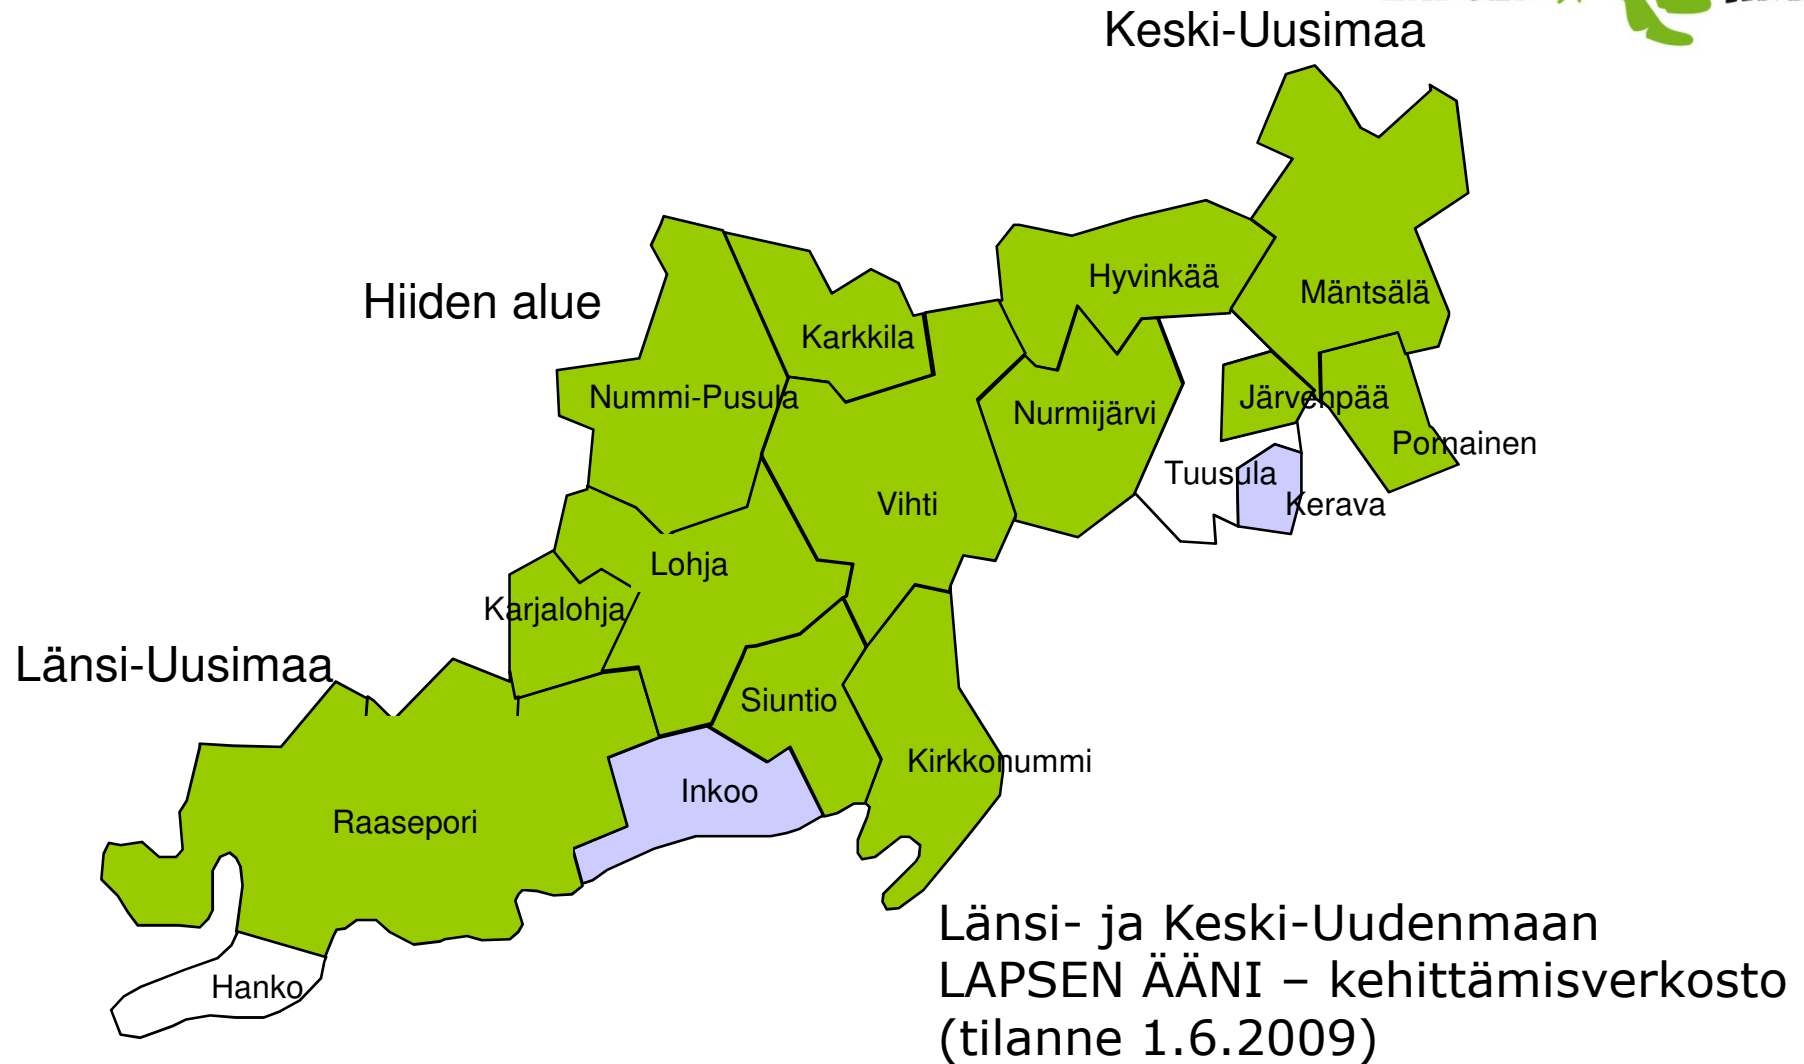 Keski-Uusimaa
Hyvinkää
Mäntsälä
Hiiden alue
Karkkila
Nummi-Pusula
Nurmijärvi
Järvenpää
Pornainen
Tuusula
Kerava
Vihti
Lohja
Karjalohja
Länsi-Uusimaa
Siuntio
Kirkkonummi
Inkoo
Raasepori
Hanko
Länsi- ja Keski-Uudenmaan
LAPSEN ÄÄNI – kehittämisverkosto
(tilanne 1.6.2009)